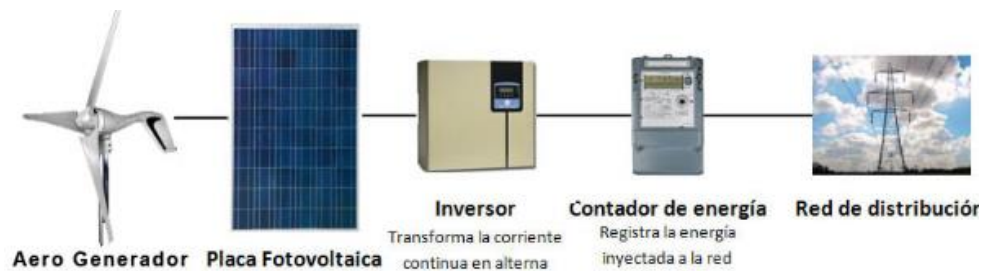 Aero Generador
Placa Fotovoltaica
Inversor
Transforma la corriente
continua en alterna
Contador de energía
Registra la energía
inyectada a la red
Red de distribución